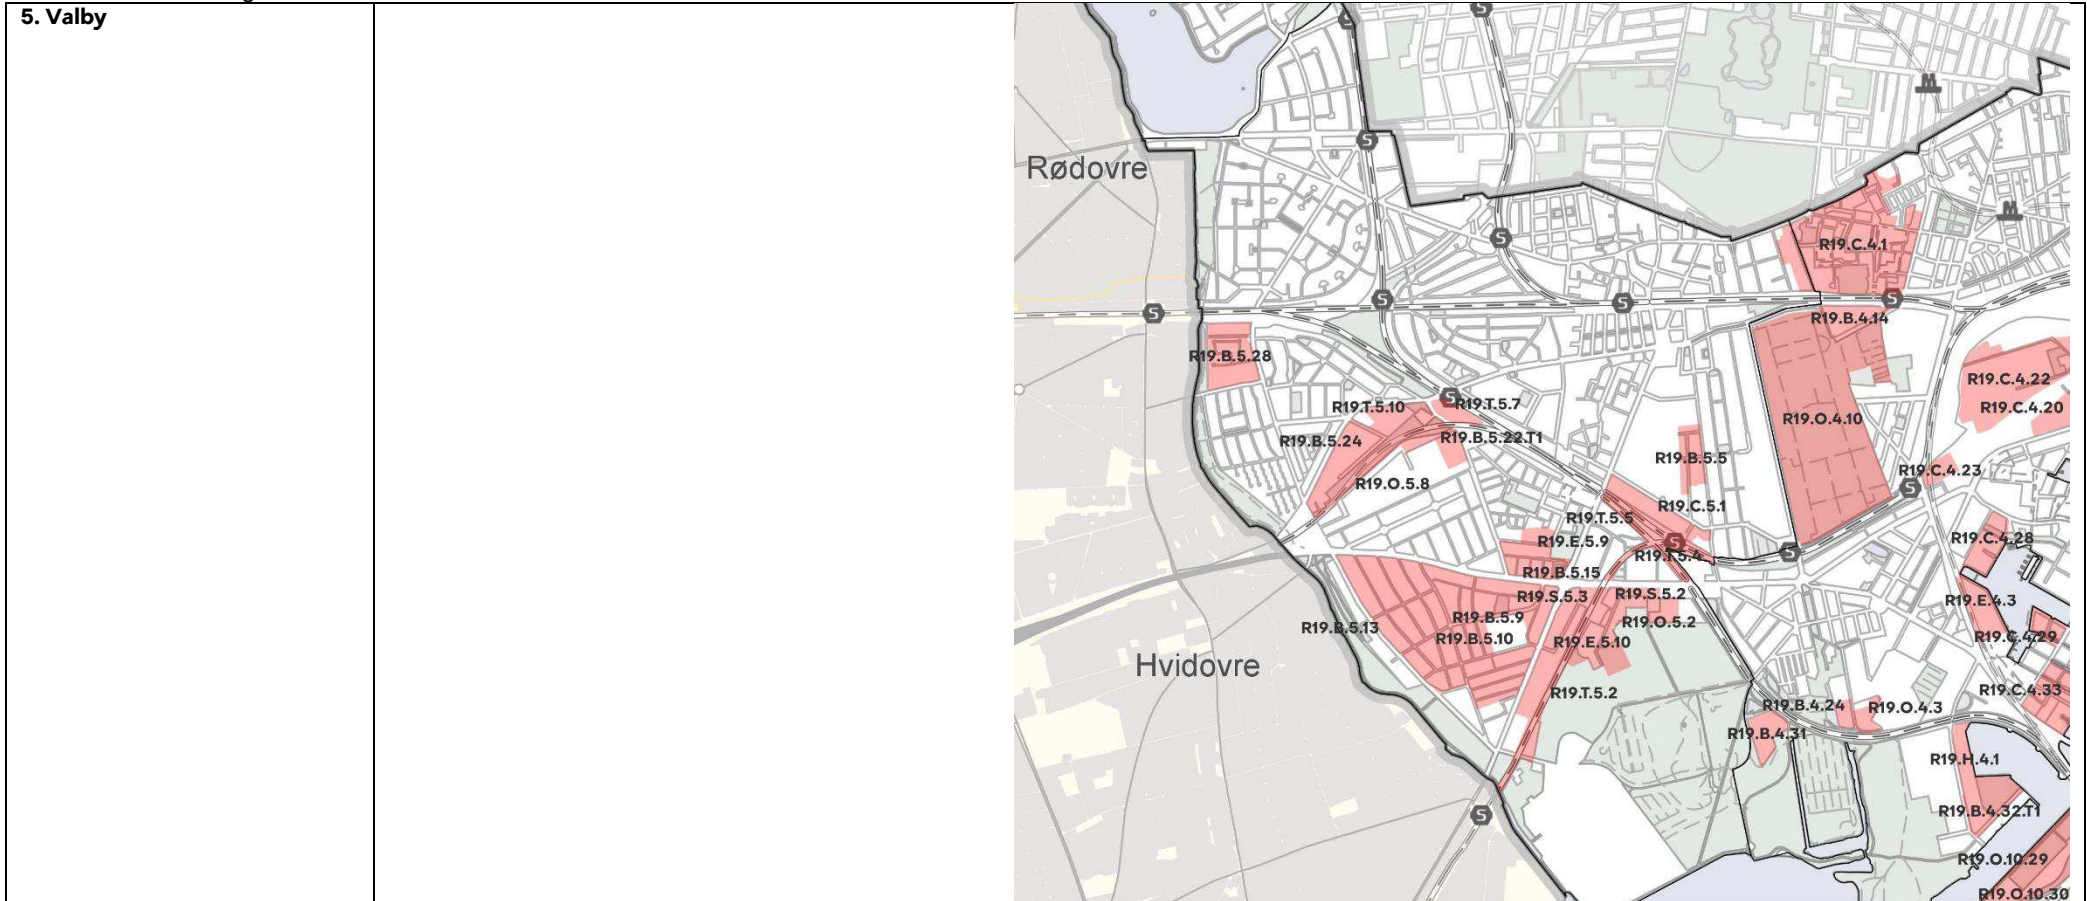 5. Valby
Rødovre
R19.C.4.1
R19.B.4.14
R19.B.5.28
R19.C.4.22
R19.T.5.10
R19.T.5.7
R19.C.4.20
R19.O.4.10
R19.B.5.24
R19.B.5.22.T1
R19.B.5.5
R19.C.4.23
R19.O.5.8
R19.C.5.1
R19.T.5.5
R19.E.5.9
R19.C.4.28
R19.T.5.4
R19.B.5.15
R19.S.5.3
R19.S.5.2
R19.E.4.3
R19.B.5.9
R19.O.5.2
R19.B.5.13
R19.B.5.10
R19.E.5.10
R19.C.4.29
Hvidovre
R19.T.5.2
R19.C.4.33
R19.B.4.24
R19.O.4.3
R19.B.4.31
R19.H.4.1
R19.B.4.32.T1
R19.O.10.29
R19.O.10.30
S
S
M
S
M
S
S
S
S
S
S
S
S
S
S